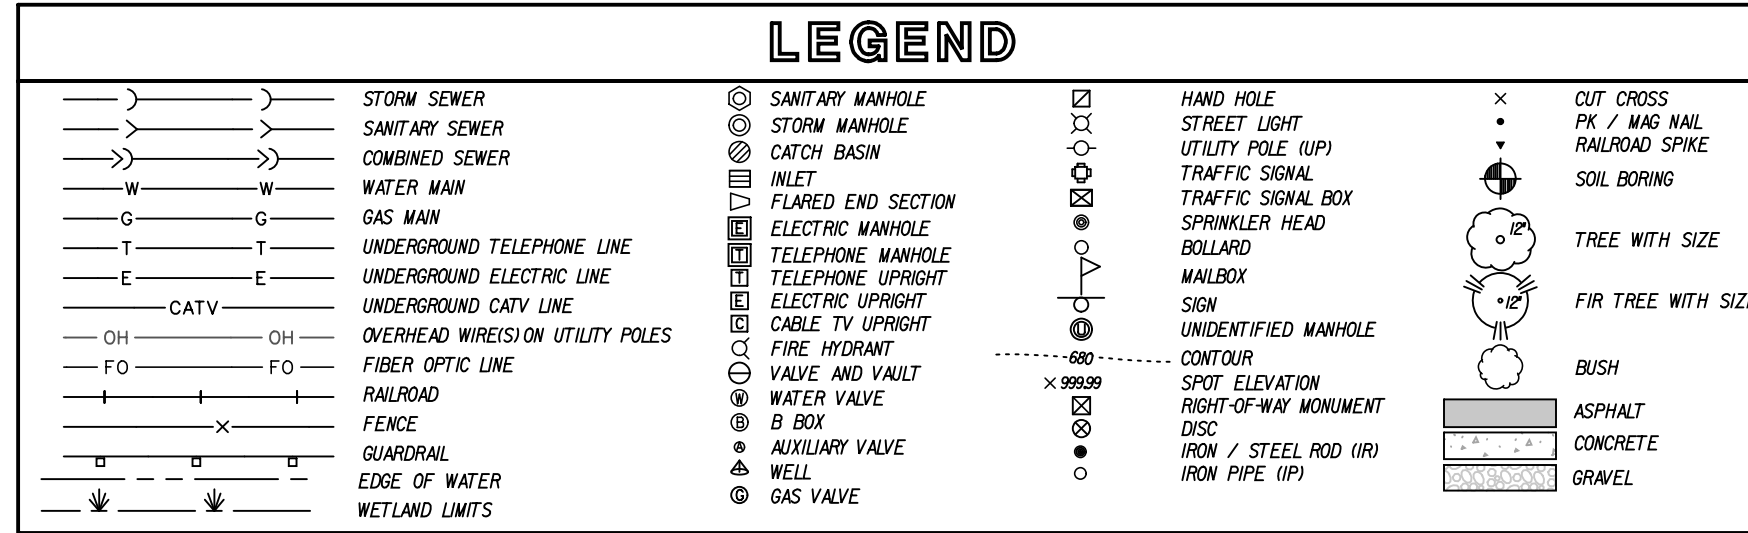 LEGEND
STORM SEWER
SANITARY SEWER
COMBINED SEWER
W W WATER MAIN
G G GAS MAIN
T T UNDERGROUND TELEPHONE LINE
E E UNDERGROUND ELECTRIC LINE
CATV UNDERGROUND CATV LINE
OH OH OVERHEAD WIRE(S) ON UTILITY POLES
FO FO FIBER OPTIC LINE
RAILROAD
FENCE
GUARDRAIL
EDGE OF WATER
WETLAND LIMITS
SANITARY MANHOLE
STORM MANHOLE
CATCH BASIN
INLET
FLARED END SECTION
E ELECTRIC MANHOLE
T TELEPHONE MANHOLE
T TELEPHONE UPRIGHT
E ELECTRIC UPRIGHT
C CABLE TV UPRIGHT
FIRE HYDRANT
VALVE AND VAULT
W WATER VALVE
B B BOX
A AUXILIARY VALVE
WELL
G GAS VALVE
HAND HOLE
STREET LIGHT
UTILITY POLE (UP)
TRAFFIC SIGNAL
TRAFFIC SIGNAL BOX
SPRINKLER HEAD
BOLLARD
MAILBOX
SIGN
U UNIDENTIFIED MANHOLE
680 CONTOUR
×999.99 SPOT ELEVATION
RIGHT-OF-WAY MONUMENT
DISC
IRON / STEEL ROD (IR)
IRON PIPE (IP)
CUT CROSS
PK / MAG NAIL
RAILROAD SPIKE
SOIL BORING
12" TREE WITH SIZE
12" FIR TREE WITH SIZE
BUSH
ASPHALT
CONCRETE
GRAVEL